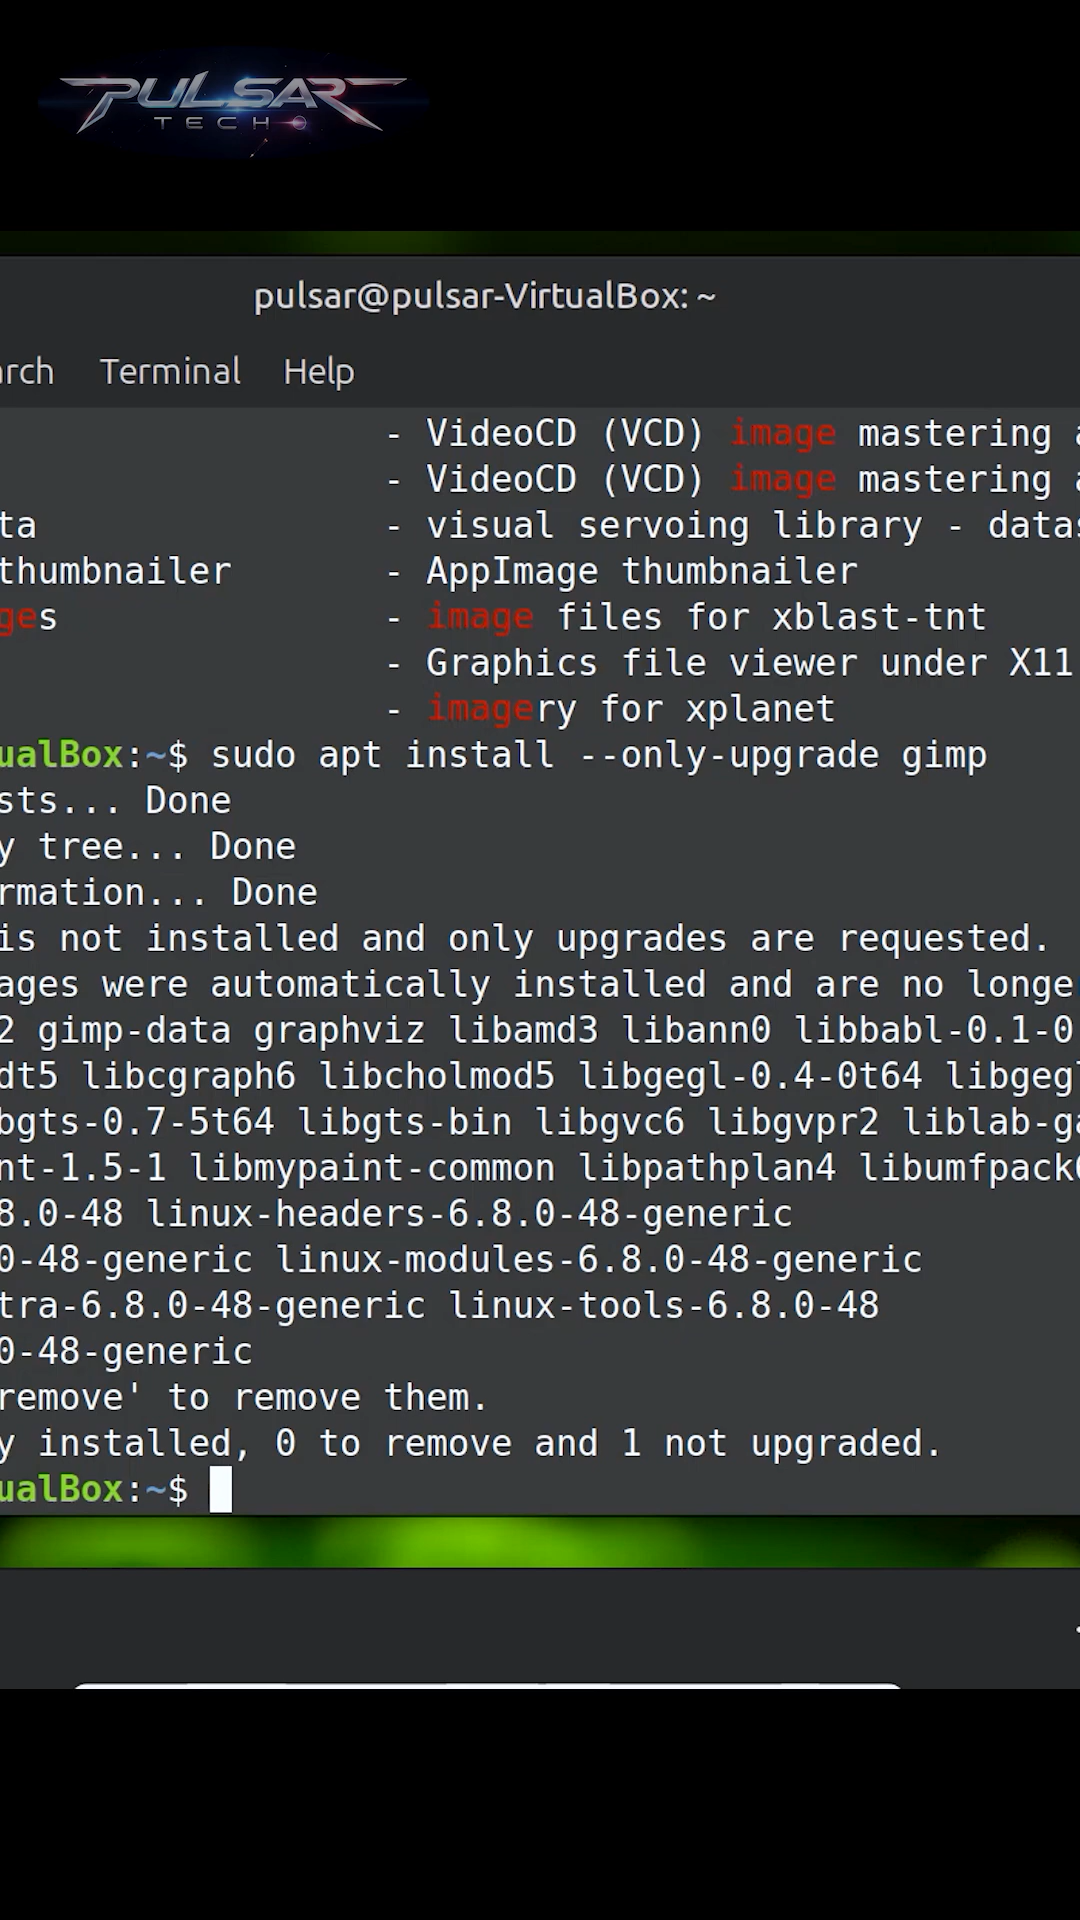 PULSAR
TECH
pulsar@pulsar-VirtualBox: ~
arch Terminal Help
- VideoCD (VCD) image mastering a
- VideoCD (VCD) image mastering a
ta - visual servoing library - datas
thumbnailer - AppImage thumbnailer
ges - image files for xblast-tnt
- Graphics file viewer under X11
- imagery for xplanet
ualBox:~$ sudo apt install --only-upgrade gimp
sts... Done
y tree... Done
rmation... Done
is not installed and only upgrades are requested.
ages were automatically installed and are no longe
2 gimp-data graphviz libamd3 libann0 libbabl-0.1-0
dt5 libcgraph6 libcholmod5 libgegl-0.4-0t64 libgegl
bgts-0.7-5t64 libgts-bin libgvc6 libgvpr2 liblab-ga
nt-1.5-1 libmypaint-common libpathplan4 libumfpack6
8.0-48 linux-headers-6.8.0-48-generic
0-48-generic linux-modules-6.8.0-48-generic
tra-6.8.0-48-generic linux-tools-6.8.0-48
0-48-generic
remove' to remove them.
y installed, 0 to remove and 1 not upgraded.
ualBox:~$